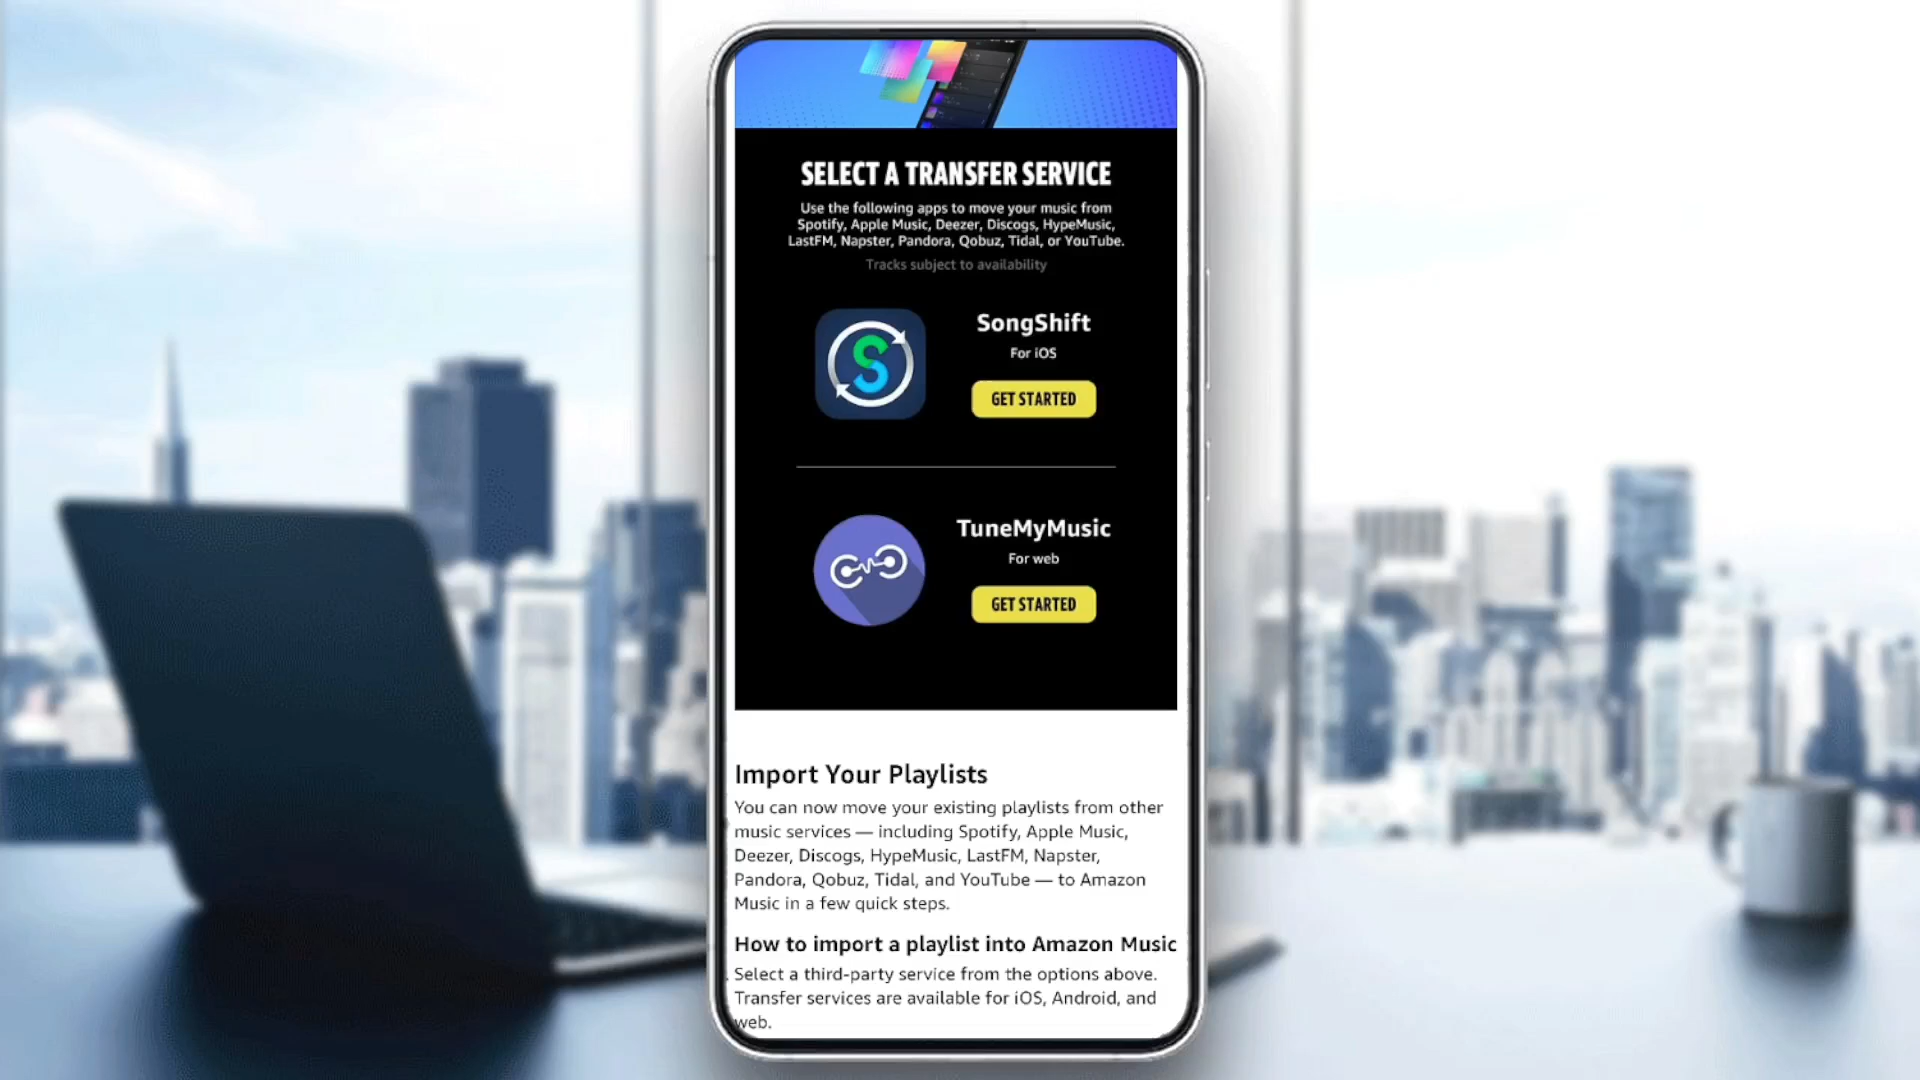 SELECT A TRANSFER SERVICE
Use the following apps to move your music from
Spotify, Apple Music, Deezer, Discogs, HypeMusic,
LastFM, Napster, Pandora, Qobuz, Tidal, or YouTube.
Tracks subject to availability
S
SongShift
For iOS
GET STARTED
TuneMyMusic
For web
GET STARTED
Import Your Playlists
You can now move your existing playlists from other
music services — including Spotify, Apple Music,
Deezer, Discogs, HypeMusic, LastFM, Napster,
Pandora, Qobuz, Tidal, and YouTube — to Amazon
Music in a few quick steps.
How to import a playlist into Amazon Music
Select a third-party service from the options above.
Transfer services are available for iOS, Android, and
web.